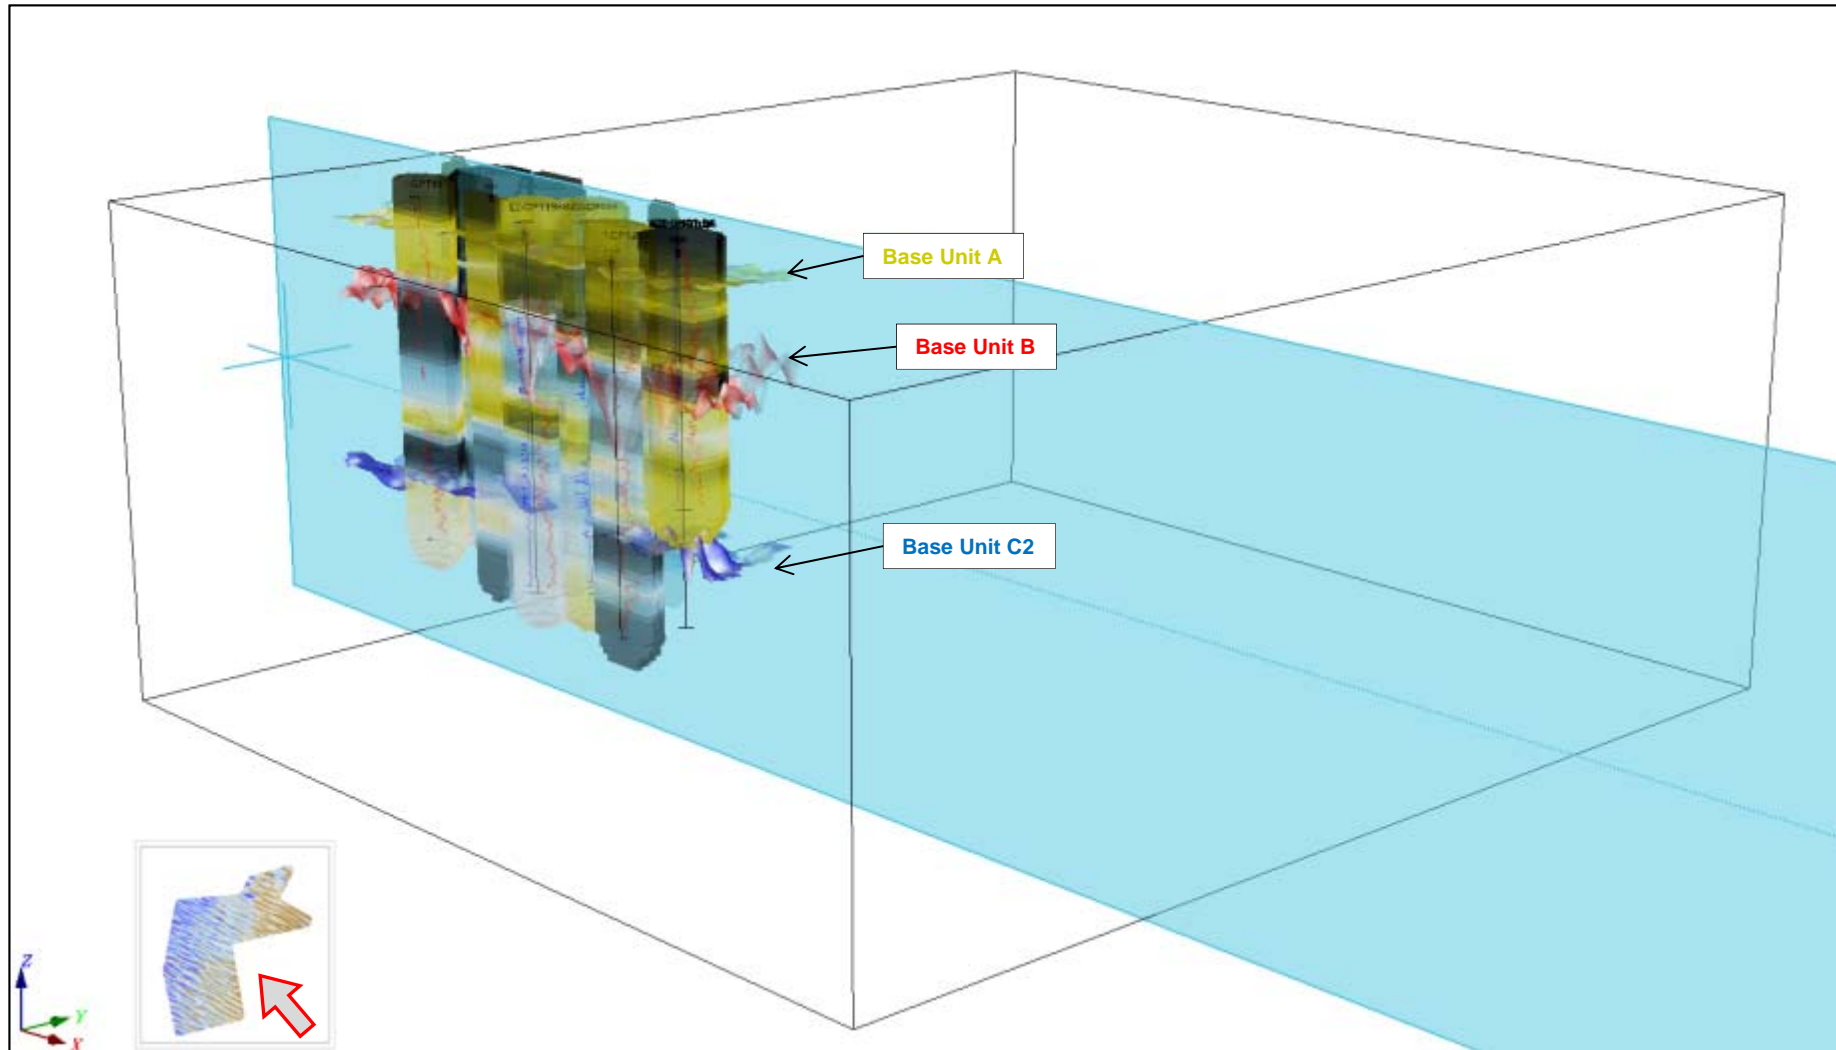 Base Unit A
Base Unit B
Base Unit C2
Z
Y
X